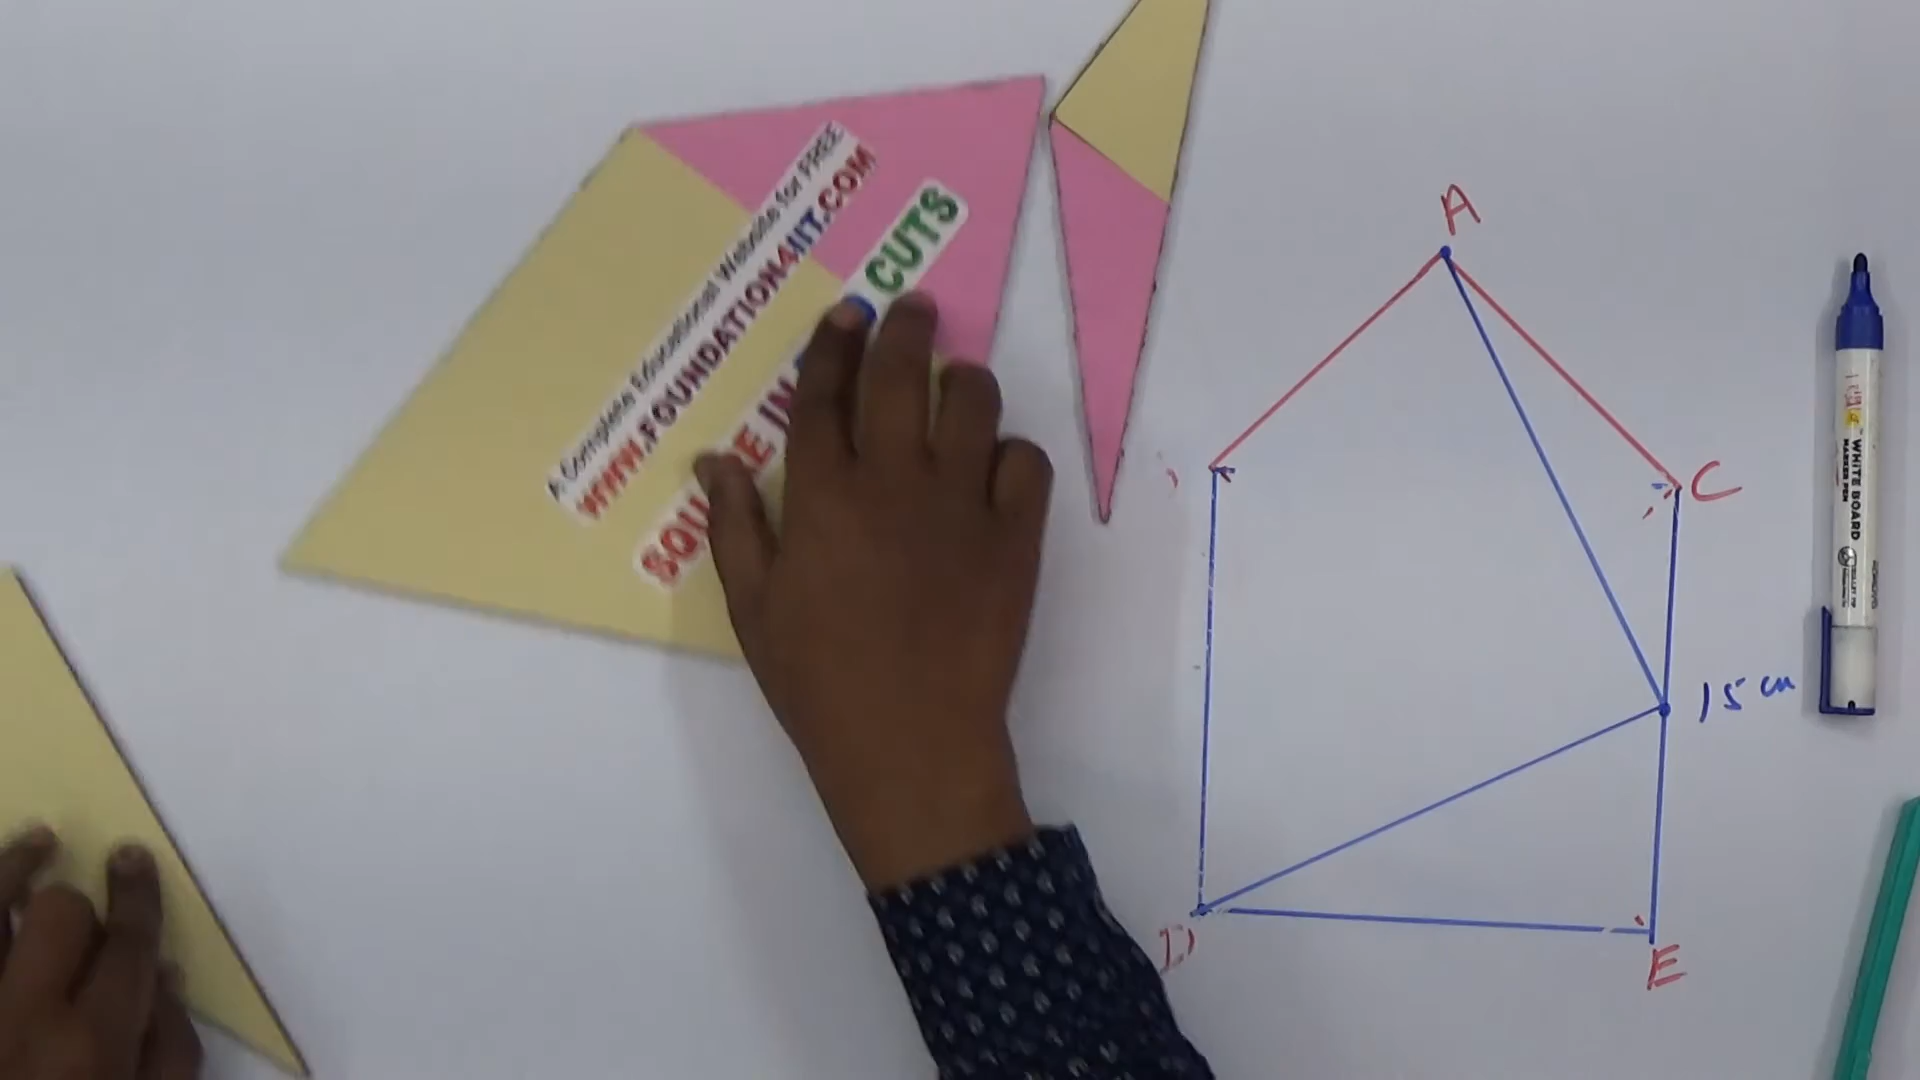 A Complete Educational Website for FREE
WWW.FOUNDATION4IIT.COM
CUTS
A
C
15 cm
D
E
WHITE BOARD
MARKER PEN